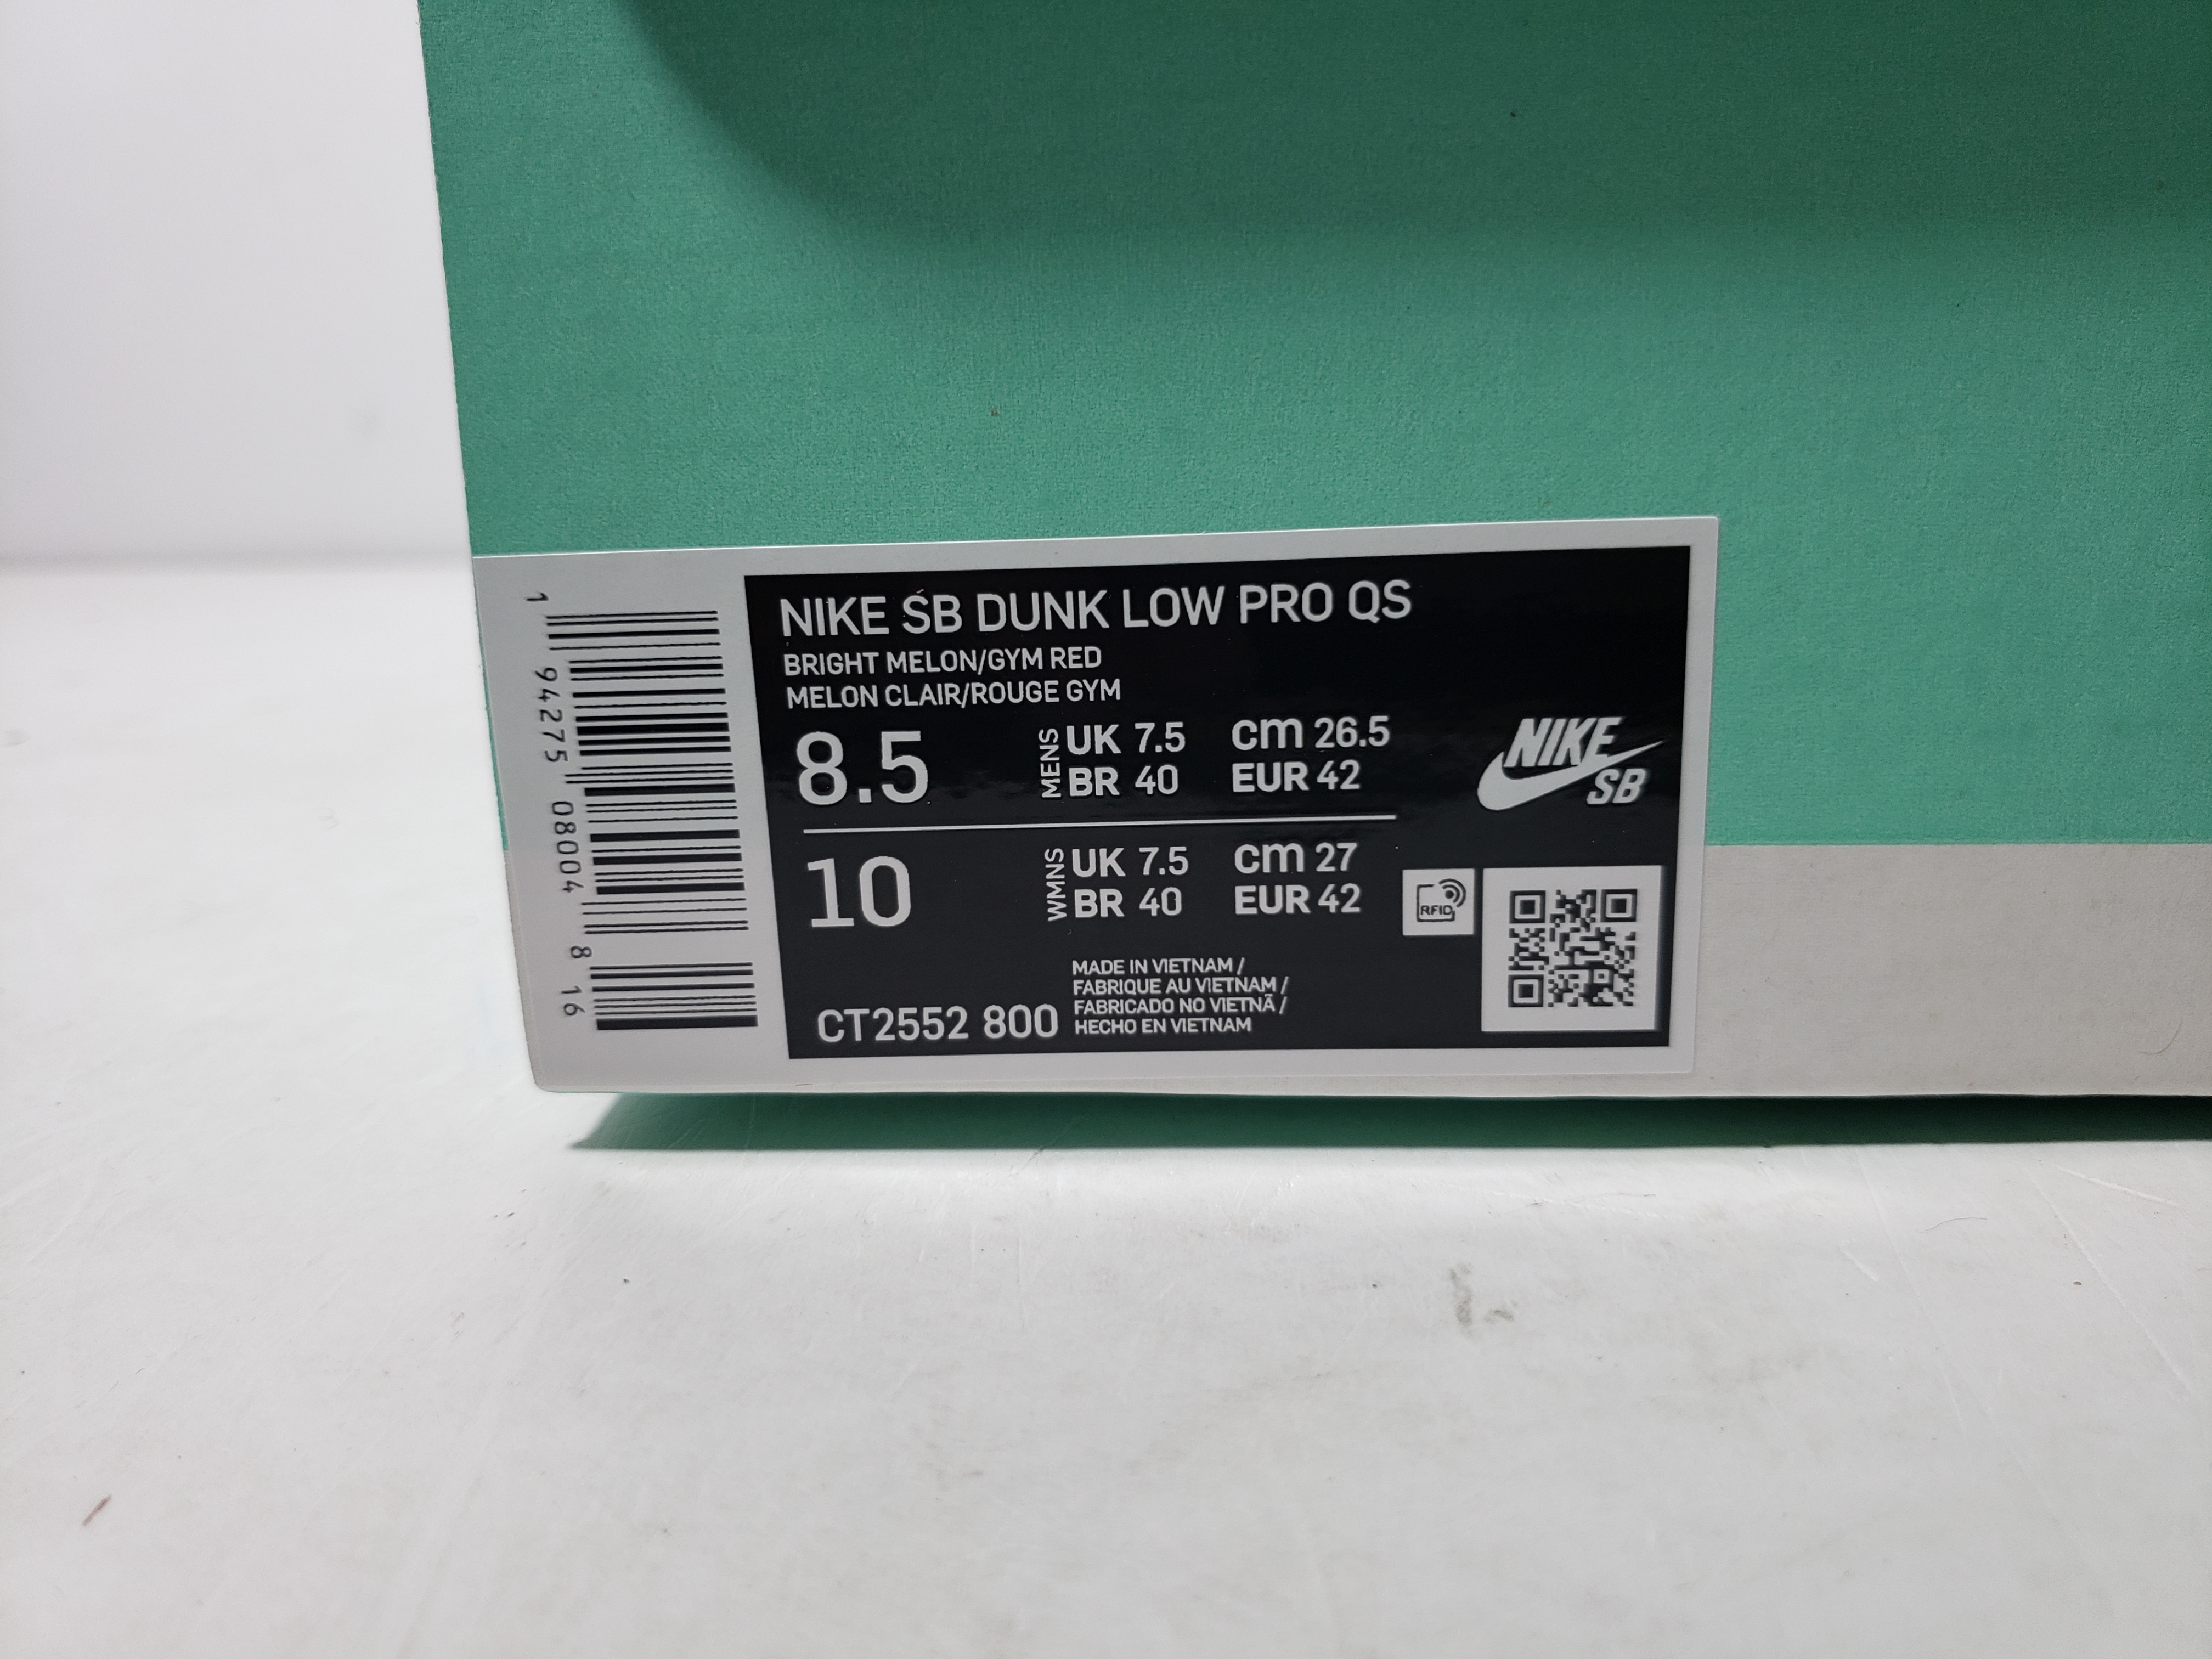 NIKE SB DUNK LOW PRO QS
BRIGHT MELON/GYM RED
MELON CLAIR/ROUGE GYM
8.5
MENS
UK 7.5 cm 26.5
BR 40 EUR 42
10
WMNS
UK 7.5 cm 27
BR 40 EUR 42
CT2552 800
MADE IN VIETNAM /
FABRIQUE AU VIETNAM /
FABRICADO NO VIETNÃ /
HECHO EN VIETNAM
NIKE
SB
RFID
1 94275 08004 8 16